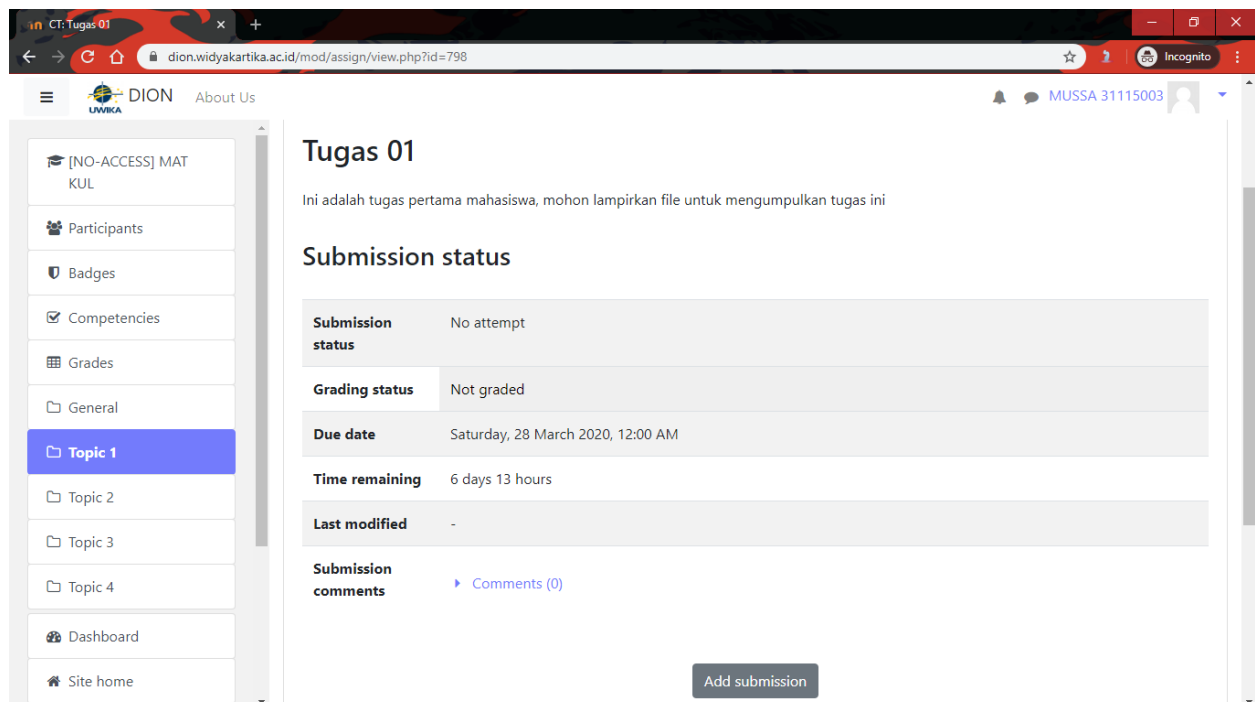 CT: Tugas 01
dion.widyakartika.ac.id/mod/assign/view.php?id=798
Incognito
UWIKA
DION About Us
MUSSA 31115003
[NO-ACCESS] MAT
KUL
Participants
Badges
Competencies
Grades
General
Topic 1
Topic 2
Topic 3
Topic 4
Dashboard
Site home
Tugas 01
Ini adalah tugas pertama mahasiswa, mohon lampirkan file untuk mengumpulkan tugas ini
Submission status
Submission
status
No attempt
Grading status Not graded
Due date Saturday, 28 March 2020, 12:00 AM
Time remaining 6 days 13 hours
Last modified -
Submission
comments
Comments (0)
Add submission